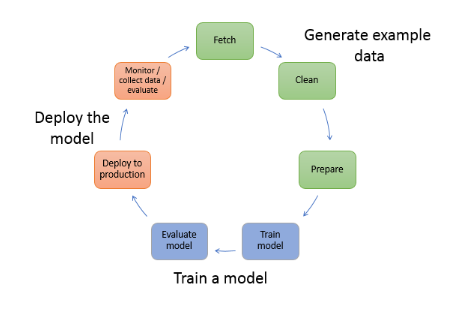 Fetch
Generate example
data
Clean
Prepare
Train
model
Train a model
Evaluate
model
Deploy to
production
Deploy the
model
Monitor /
collect data /
evaluate